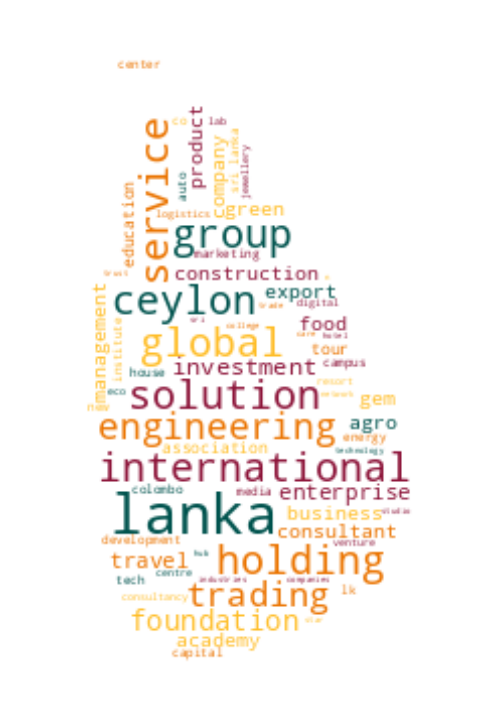 center
service
product
co
lab
company
sri lanka
jewellery
auto
education
logistics
green
group
marketing
trust
construction
management
ceylon
export
trade
digital
sri
college
food
hotel
care
institute
global
tour
investment
campus
house
resort
eco
solution
network
gem
new
engineering
agro
energy
association
technology
international
colombo
media
enterprise
lanka
business
studio
consultant
development
venture
travel
hub
holding
tech
centre
industries
companies
consultancy
trading
lk
foundation
academy
capital